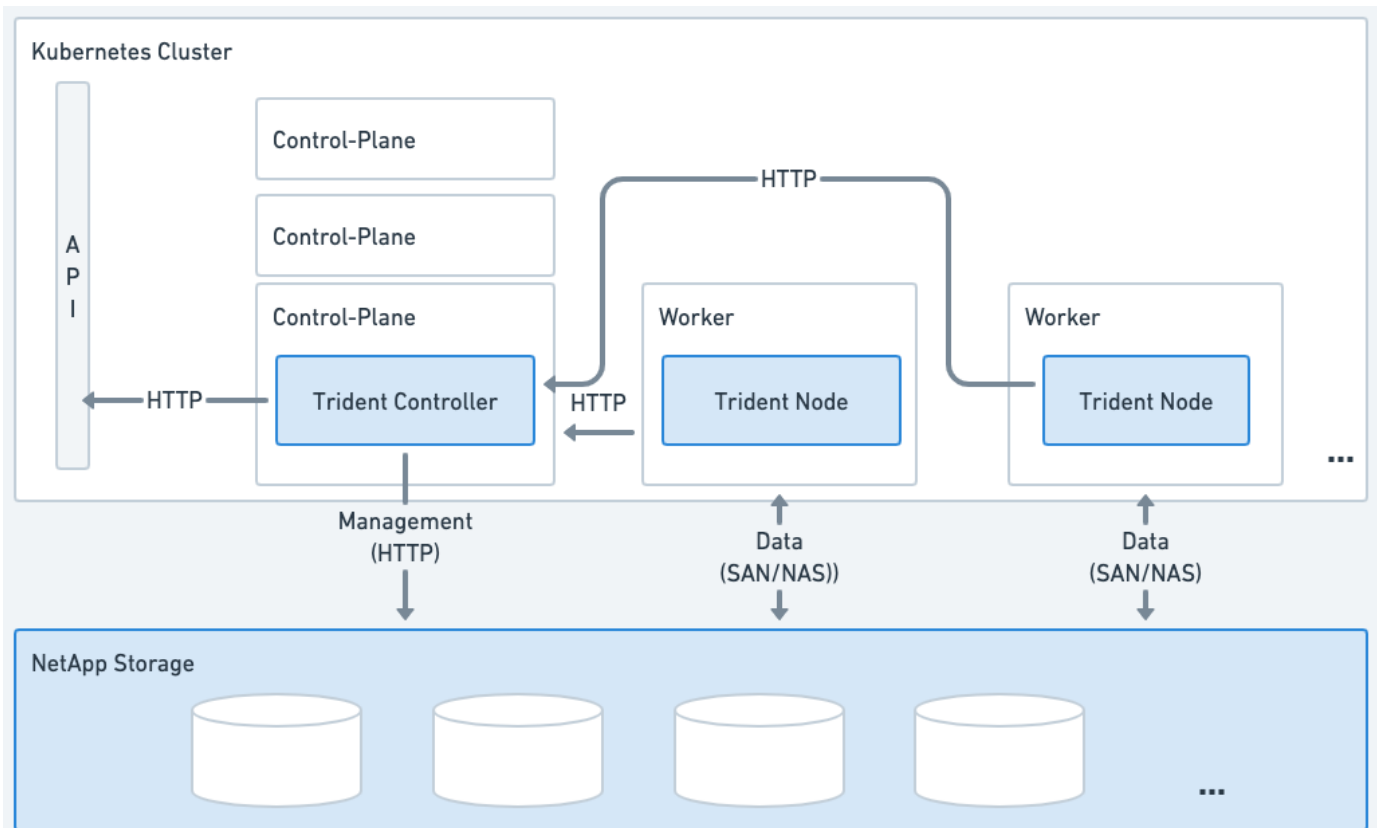 Kubernetes Cluster
A
P
I
Control-Plane
Control-Plane
Control-Plane
Trident Controller
HTTP
HTTP
HTTP
Worker
Trident Node
Worker
Trident Node
...
Management
(HTTP)
Data
(SAN/NAS))
Data
(SAN/NAS)
NetApp Storage
...